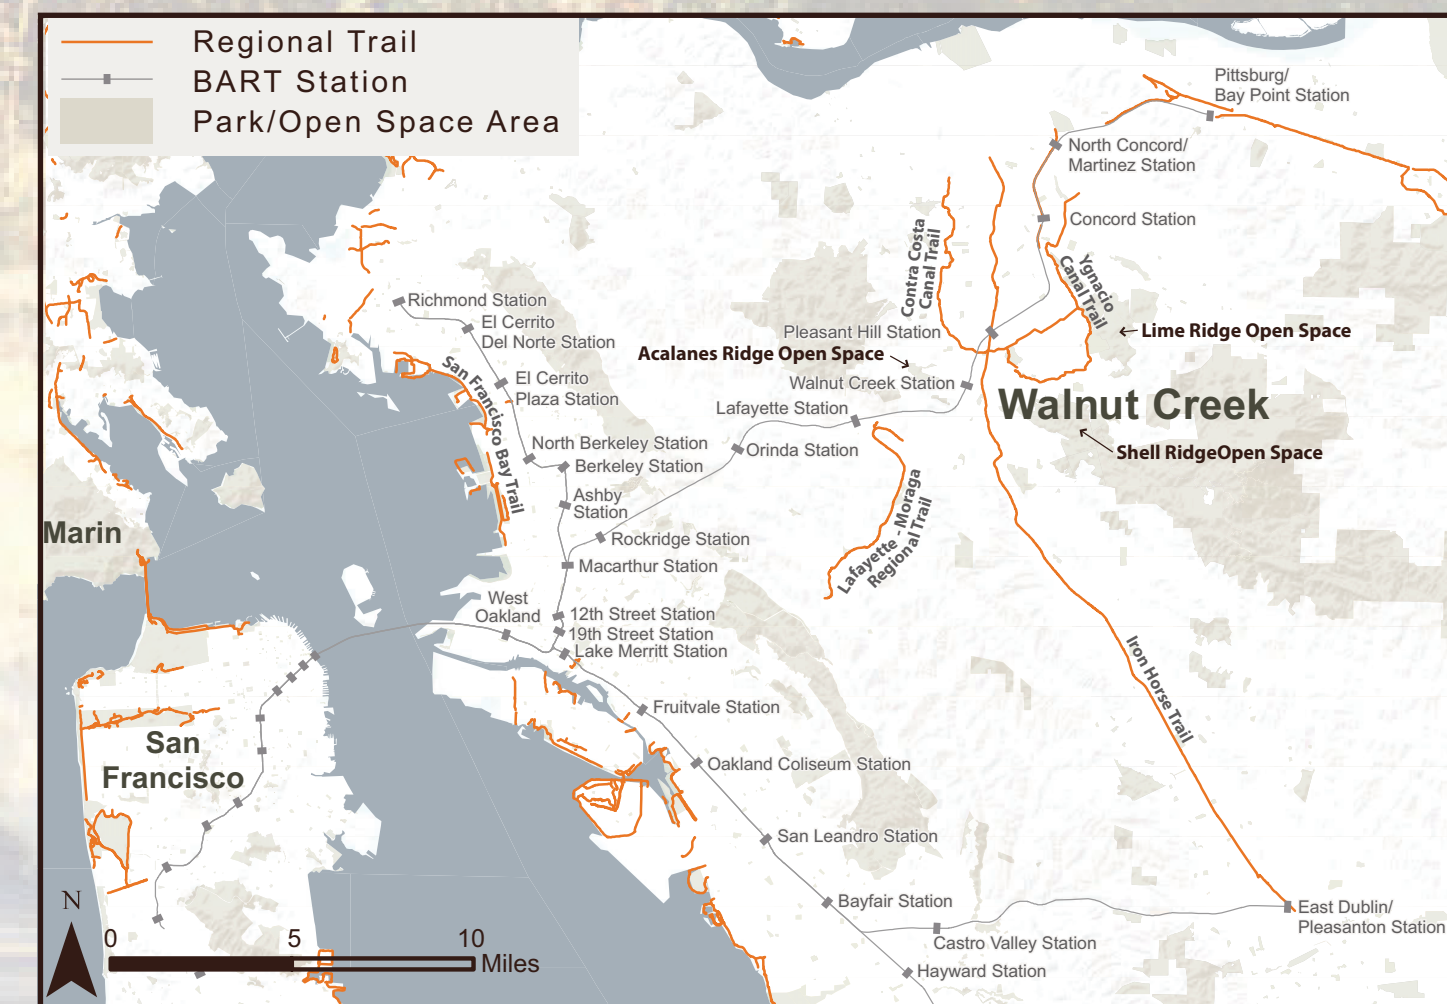 Regional Trail
BART Station
Park/Open Space Area
Pittsburg/
Bay Point Station
North Concord/
Martinez Station
Concord Station
Contra Costa
Canal Trail
Ygnacio
Canal Trail
Richmond Station
El Cerrito
Del Norte Station
Pleasant Hill Station
Lime Ridge Open Space
Acalanes Ridge Open Space
San Francisco Bay Trail
El Cerrito
Plaza Station
Walnut Creek Station
Walnut Creek
Lafayette Station
North Berkeley Station
Orinda Station
Shell RidgeOpen Space
Berkeley Station
Ashby
Station
Marin
Rockridge Station
Lafayette - Moraga
Regional Trail
Macarthur Station
West
Oakland
12th Street Station
19th Street Station
Lake Merritt Station
Iron Horse Trail
Fruitvale Station
San
Francisco
Oakland Coliseum Station
San Leandro Station
Bayfair Station
East Dublin/
Pleasanton Station
Castro Valley Station
Hayward Station
N
0 5 10
Miles